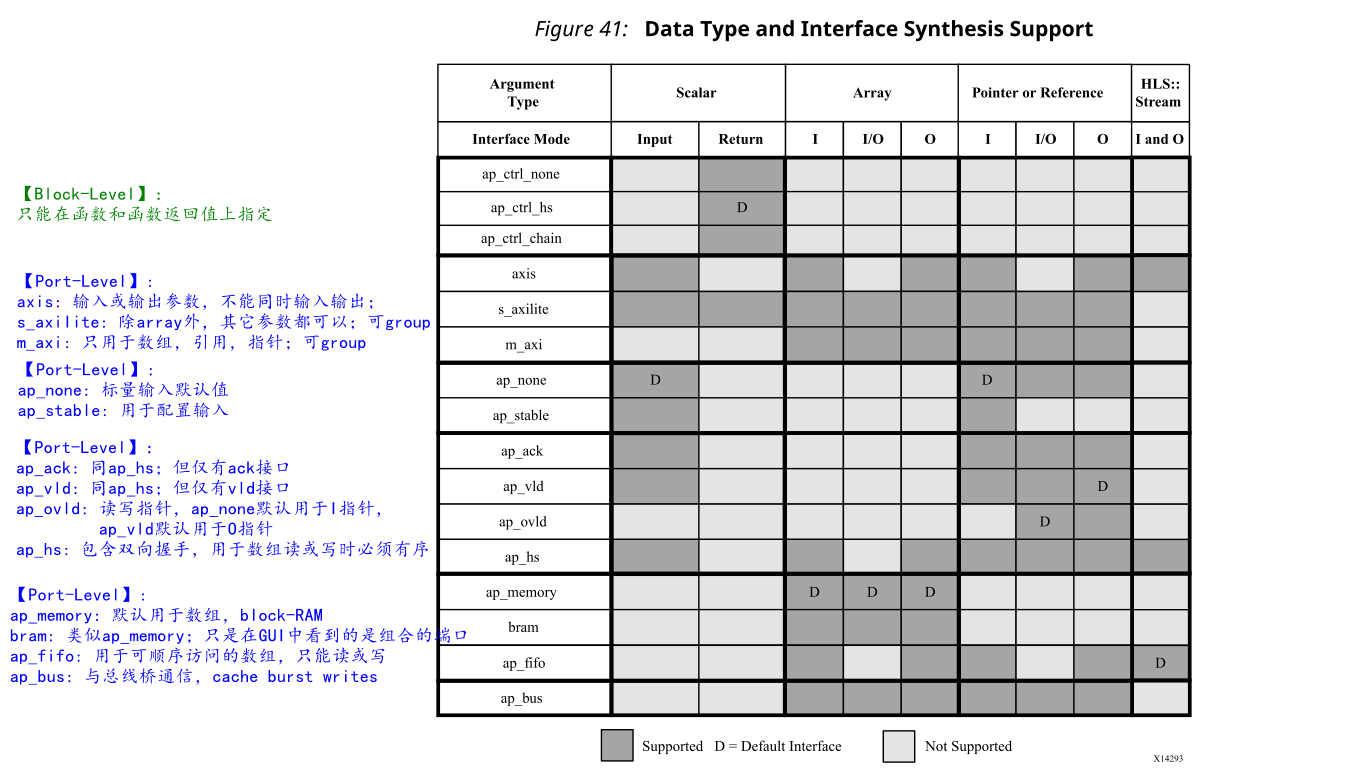 Figure 41: Data Type and Interface Synthesis Support
Argument Type Scalar Array Pointer or Reference HLS:: Stream
Interface Mode Input Return I I/O O I I/O O I and O
ap_ctrl_none
ap_ctrl_hs D
ap_ctrl_chain
axis
s_axilite
m_axi
ap_none D D
ap_stable
ap_ack
ap_vld D
ap_ovld D
ap_hs
ap_memory D D D
bram
ap_fifo D
ap_bus
Supported D = Default Interface Not Supported
X14293
【Block-Level】:
只能在函数和函数返回值上指定
【Port-Level】:
axis: 输入或输出参数, 不能同时输入输出;
s_axilite: 除array外, 其它参数都可以; 可group
m_axi: 只用于数组, 引用, 指针; 可group
【Port-Level】:
ap_none: 标量输入默认值
ap_stable: 用于配置输入
【Port-Level】:
ap_ack: 同ap_hs; 但仅有ack接口
ap_vld: 同ap_hs; 但仅有vld接口
ap_ovld: 读写指针, ap_none默认用于I指针,
ap_vld默认用于O指针
ap_hs: 包含双向握手, 用于数组读或写时必须有序
【Port-Level】:
ap_memory: 默认用于数组, block-RAM
bram: 类似ap_memory; 只是在GUI中看到的是组合的端口
ap_fifo: 用于可顺序访问的数组, 只能读或写
ap_bus: 与总线桥通信, cache burst writes